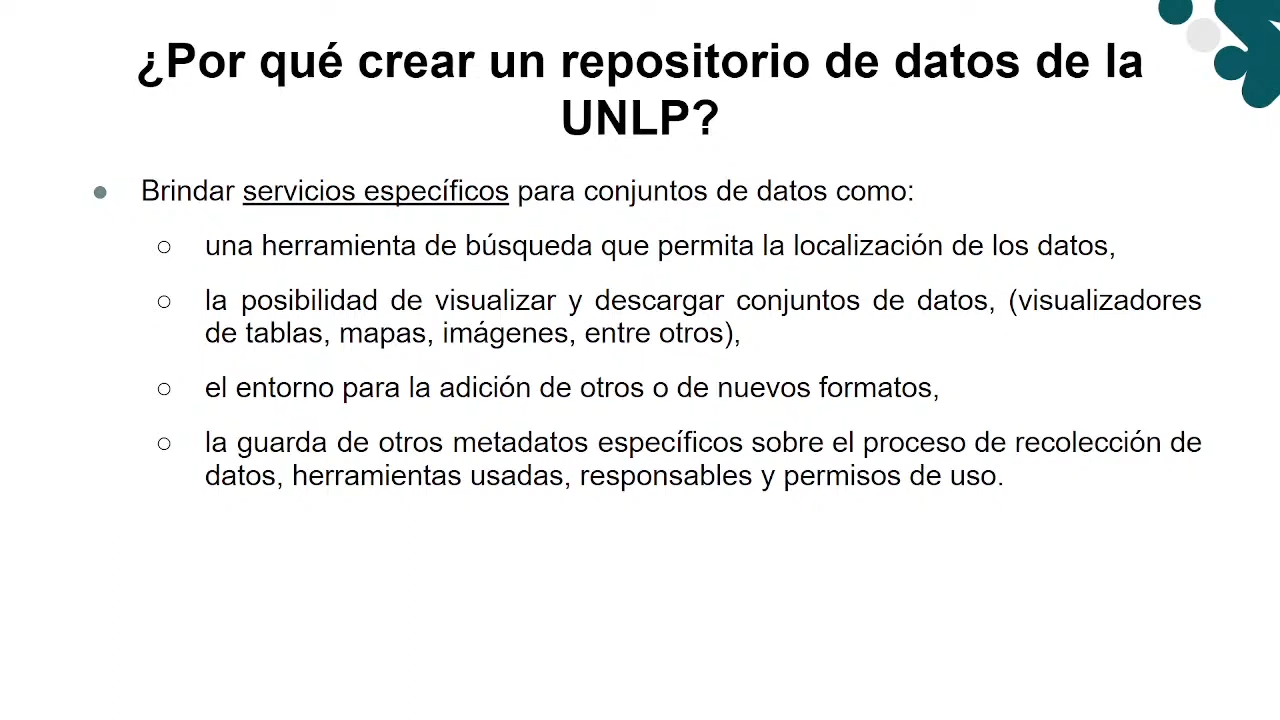 ¿Por qué crear un repositorio de datos de la
UNLP?
● Brindar servicios específicos para conjuntos de datos como:
○ una herramienta de búsqueda que permita la localización de los datos,
○ la posibilidad de visualizar y descargar conjuntos de datos, (visualizadores
de tablas, mapas, imágenes, entre otros),
○ el entorno para la adición de otros o de nuevos formatos,
○ la guarda de otros metadatos específicos sobre el proceso de recolección de
datos, herramientas usadas, responsables y permisos de uso.